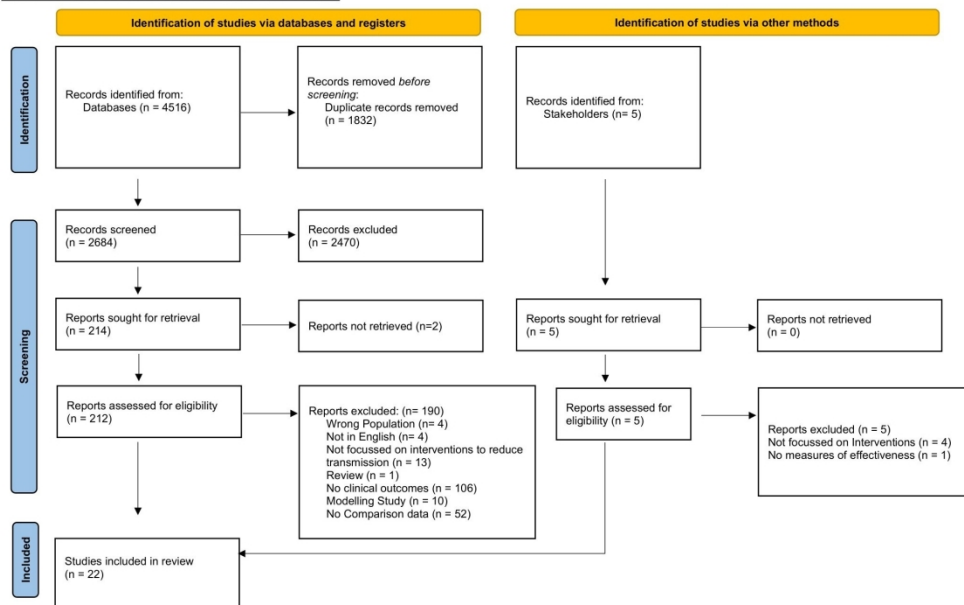 Identification of studies via databases and registers
Identification of studies via other methods
Identification
Records identified from:
Databases (n = 4516)
Records removed before
screening:
Duplicate records removed
(n = 1832)
Records identified from:
Stakeholders (n= 5)
Screening
Records screened
(n = 2684)
Records excluded
(n = 2470)
Reports sought for retrieval
(n = 214)
Reports not retrieved (n=2)
Reports sought for retrieval
(n = 5)
Reports not retrieved
(n = 0)
Reports assessed for eligibility
(n = 212)
Reports excluded: (n= 190)
Wrong Population (n= 4)
Not in English (n= 4)
Not focussed on interventions to reduce
transmission (n = 13)
Review (n = 1)
No clinical outcomes (n = 106)
Modelling Study (n = 10)
No Comparison data (n = 52)
Reports assessed for
eligibility (n = 5)
Reports excluded (n = 5)
Not focussed on Interventions (n = 4)
No measures of effectiveness (n = 1)
Included
Studies included in review
(n = 22)